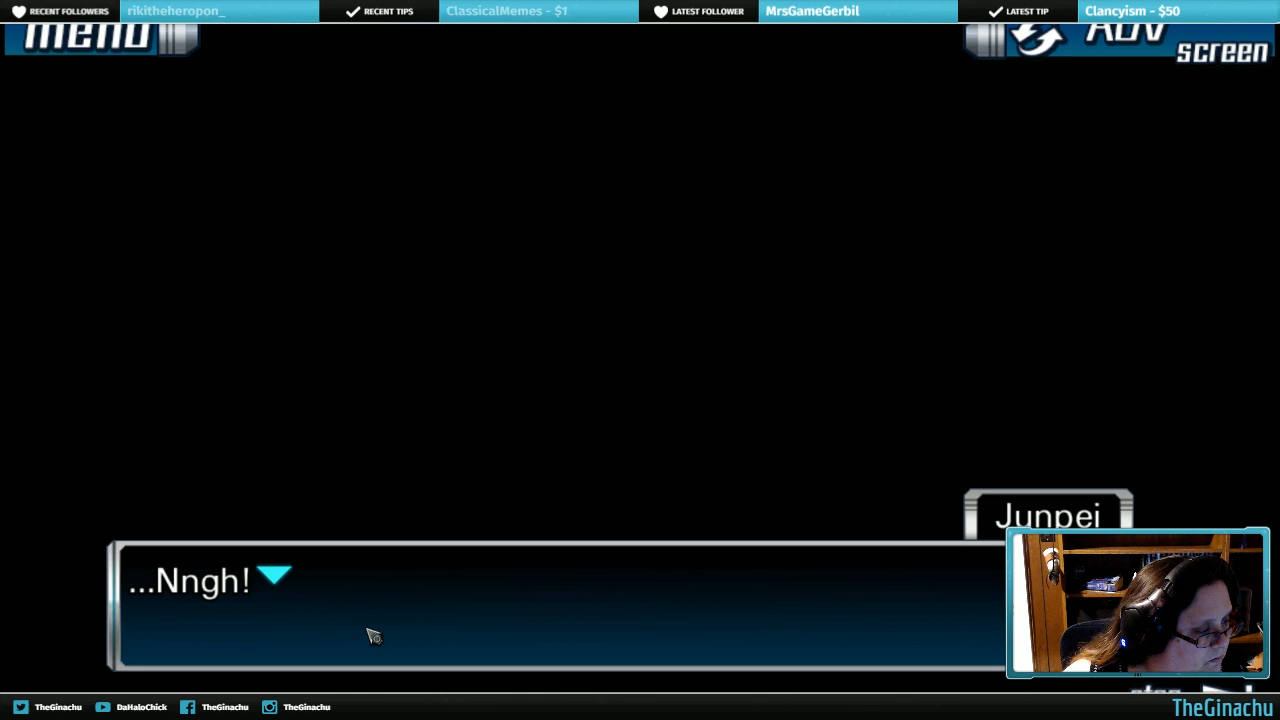 RECENT FOLLOWERS rikitheheropon_ RECENT TIPS ClassicalMemes - $1 LATEST FOLLOWER MrsGameGerbil LATEST TIP Clancyism - $50
menu
ADV
screen
Junpei
...Nngh!
TheGinachu DaHaloChick TheGinachu TheGinachu TheGinachu